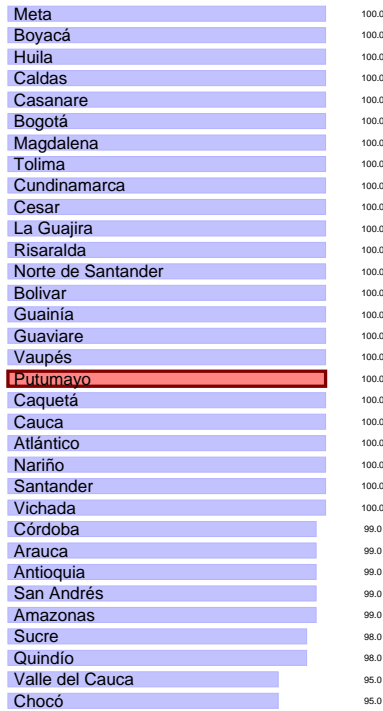 Meta 100.0
Boyacá 100.0
Huila 100.0
Caldas 100.0
Casanare 100.0
Bogotá 100.0
Magdalena 100.0
Tolima 100.0
Cundinamarca 100.0
Cesar 100.0
La Guajira 100.0
Risaralda 100.0
Norte de Santander 100.0
Bolivar 100.0
Guainía 100.0
Guaviare 100.0
Vaupés 100.0
Putumayo 100.0
Caquetá 100.0
Cauca 100.0
Atlántico 100.0
Nariño 100.0
Santander 100.0
Vichada 100.0
Córdoba 99.0
Arauca 99.0
Antioquia 99.0
San Andrés 99.0
Amazonas 99.0
Sucre 98.0
Quindío 98.0
Valle del Cauca 95.0
Chocó 95.0